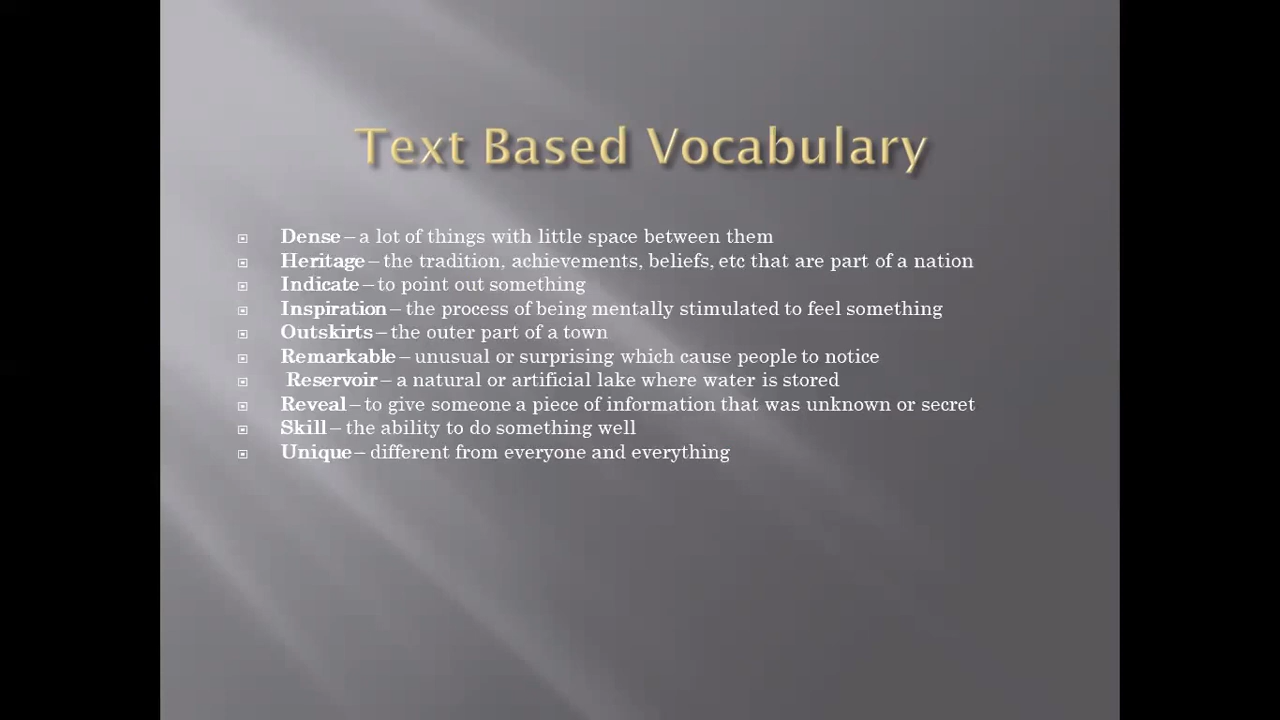 Text Based Vocabulary
Dense – a lot of things with little space between them
Heritage – the tradition, achievements, beliefs, etc that are part of a nation
Indicate – to point out something
Inspiration – the process of being mentally stimulated to feel something
Outskirts – the outer part of a town
Remarkable – unusual or surprising which cause people to notice
Reservoir – a natural or artificial lake where water is stored
Reveal – to give someone a piece of information that was unknown or secret
Skill – the ability to do something well
Unique – different from everyone and everything